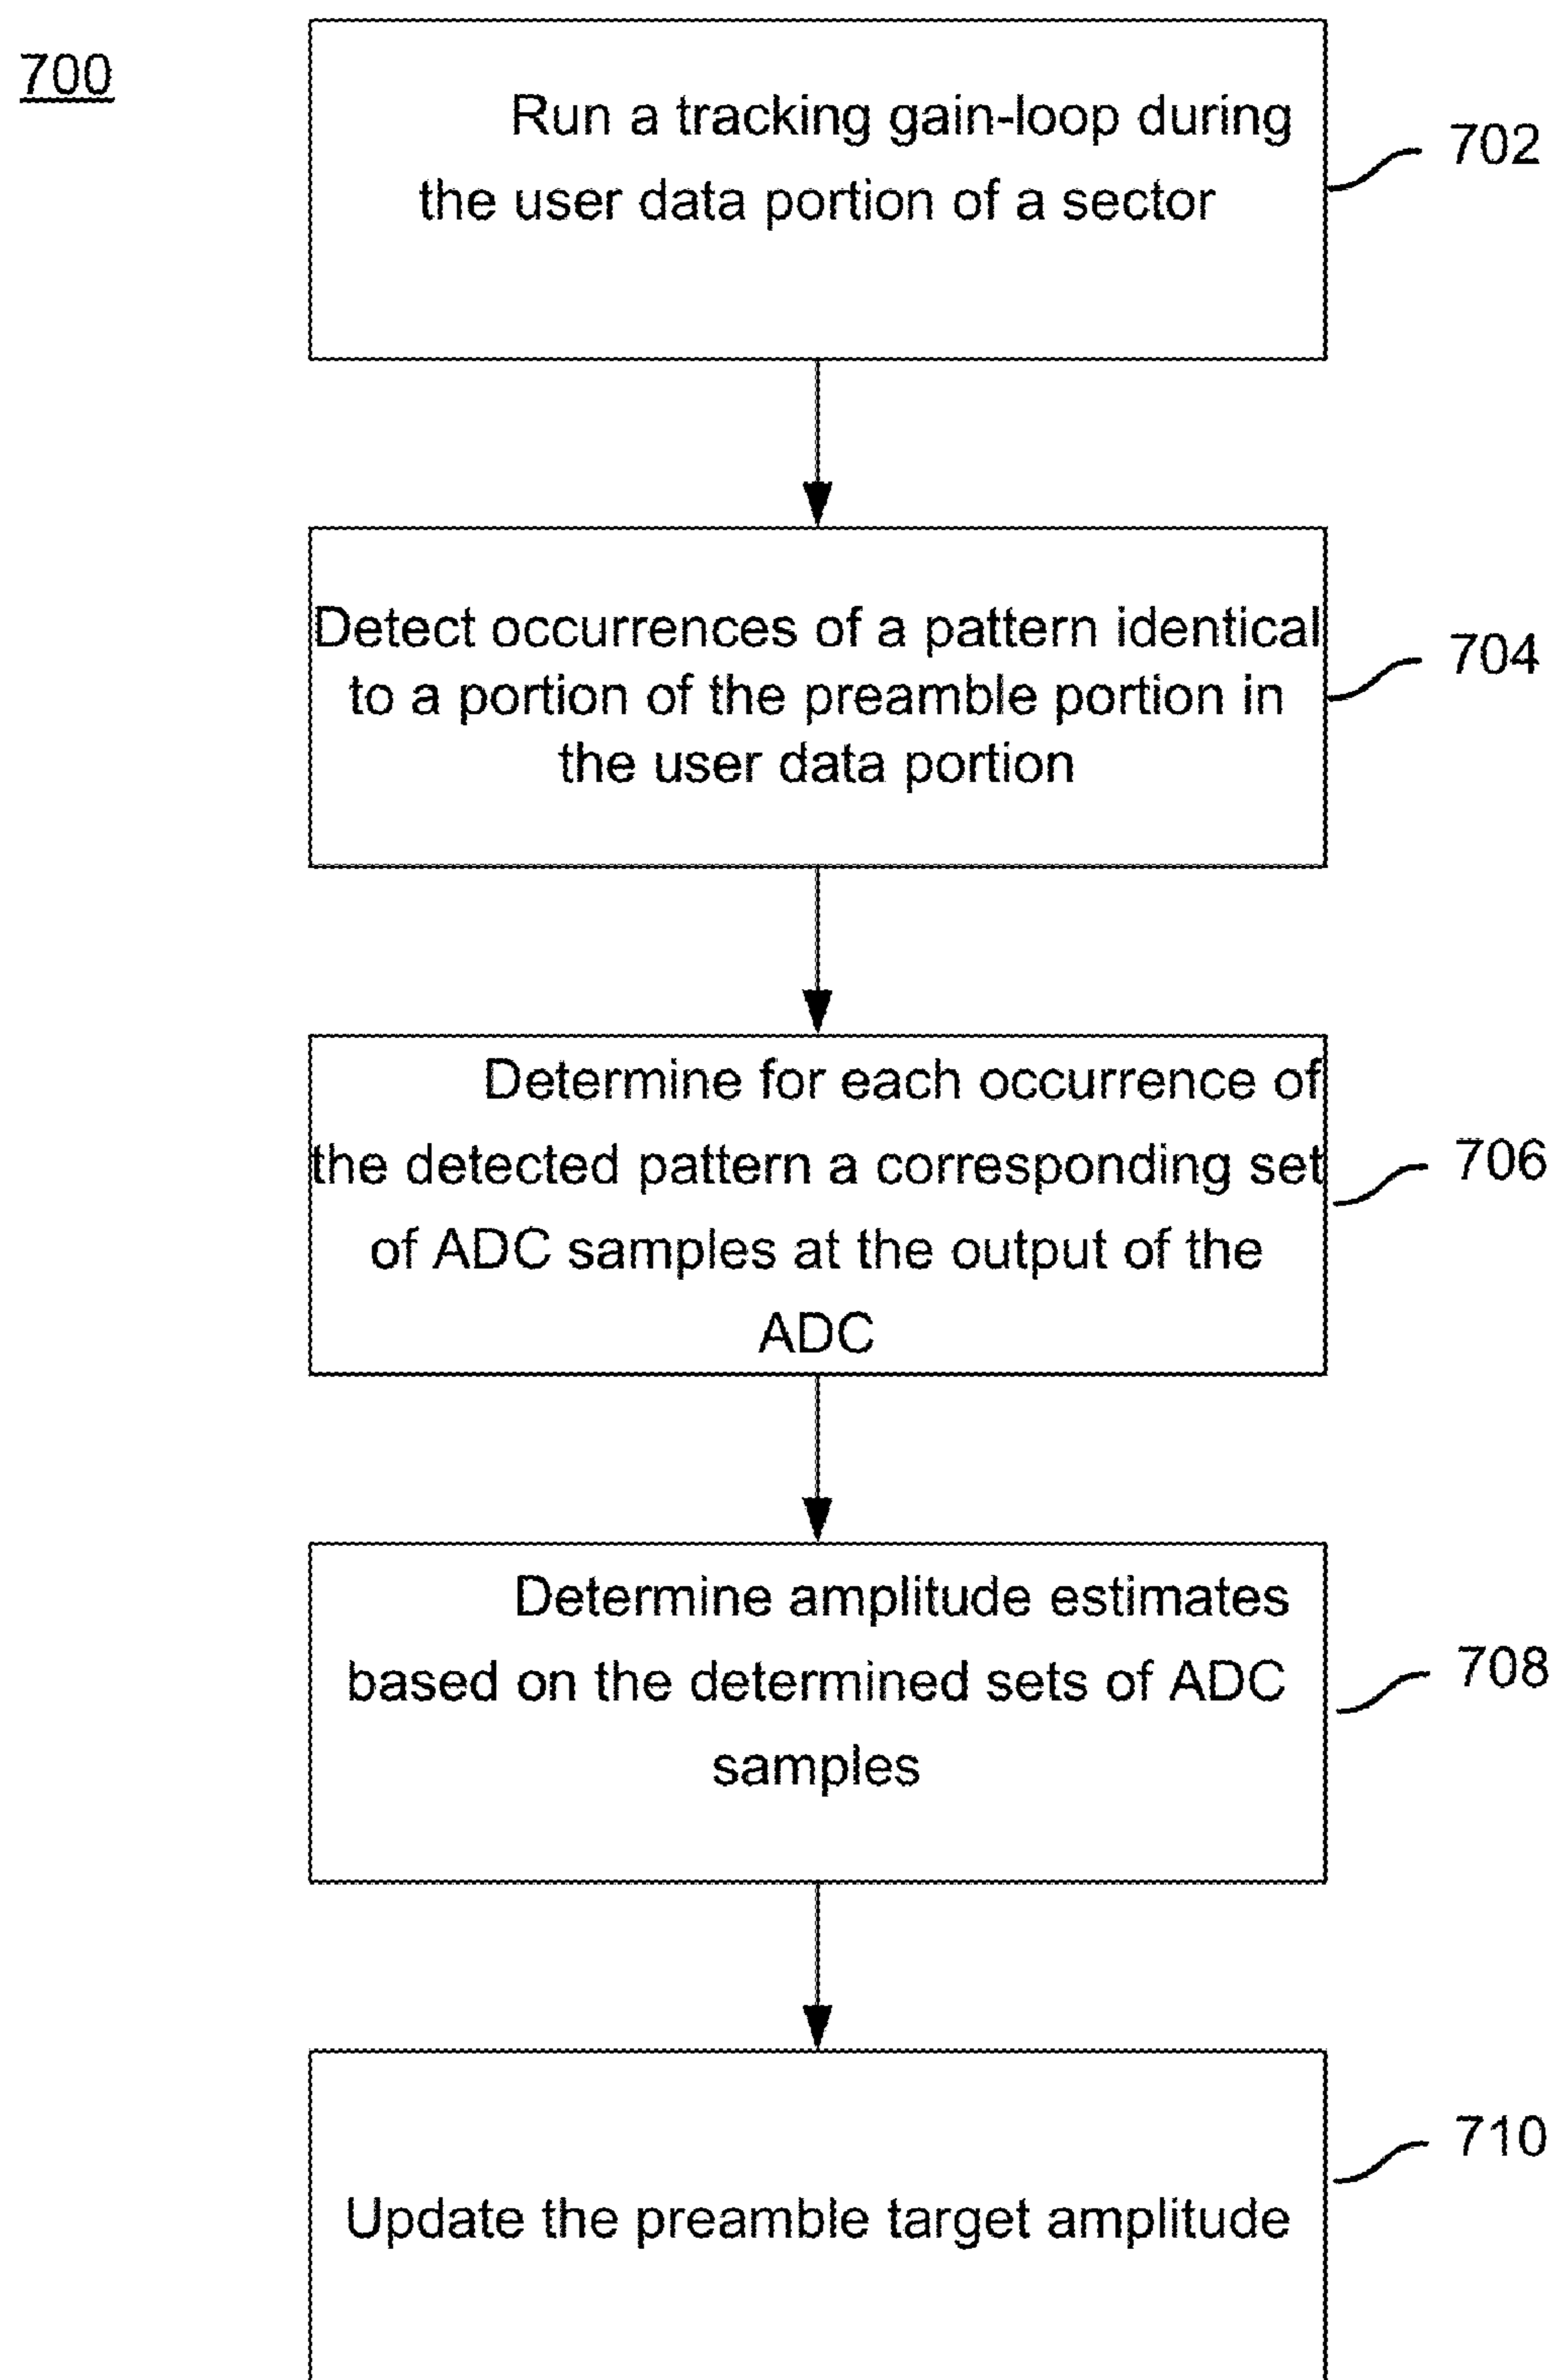 700
Run a tracking gain-loop during
the user data portion of a sector
702
Detect occurrences of a pattern identical
to a portion of the preamble portion in
the user data portion
704
Determine for each occurrence of
the detected pattern a corresponding set
of ADC samples at the output of the
ADC
706
Determine amplitude estimates
based on the determined sets of ADC
samples
708
Update the preamble target amplitude
710